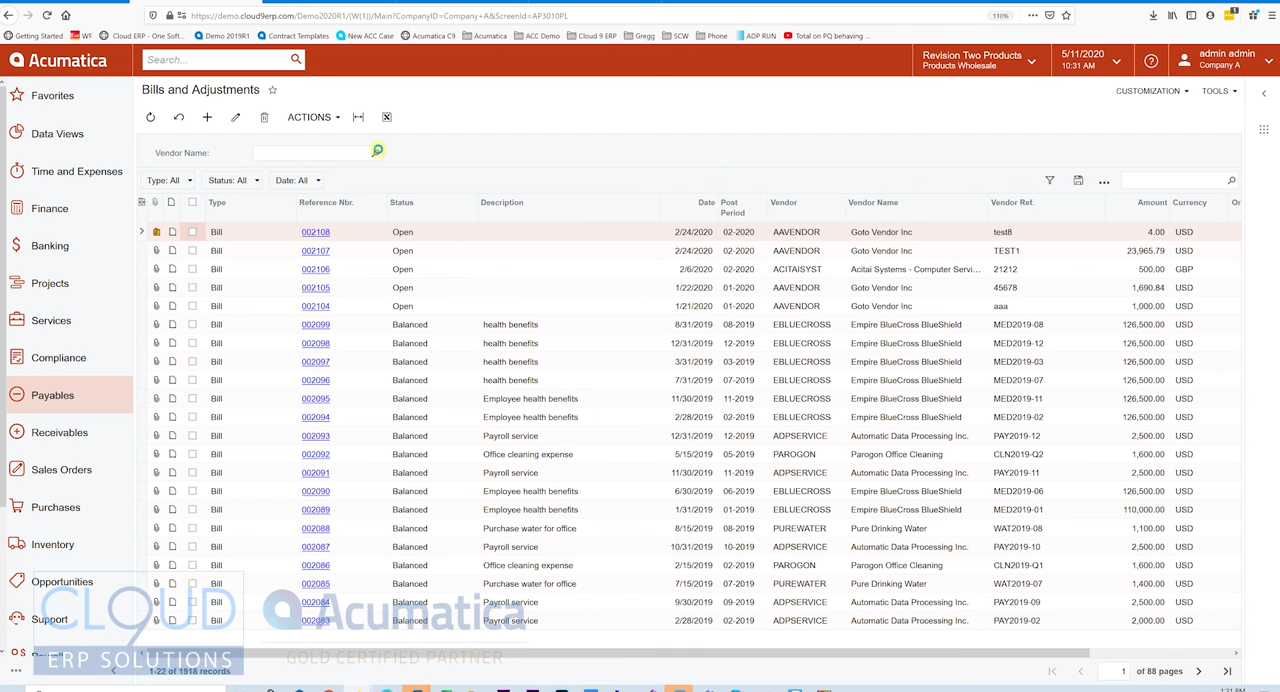 https://demo.cloud9erp.com/Demo2020R1/(W(1))/Main?CompanyID=Company+A&ScreenId=AP3010PL 110%
Getting Started WF Cloud ERP - One Soft... Demo 2019R1 Contract Templates New ACC Case Acumatica C9 Acumatica ACC Demo Cloud 9 ERP Gregg SCW Phone ADP RUN Total on PQ behaving ...
Acumatica Search... Revision Two Products Products Wholesale 5/11/2020 10:31 AM admin admin Company A
Favorites
Data Views
Time and Expenses
Finance
Banking
Projects
Services
Compliance
Payables
Receivables
Sales Orders
Purchases
Inventory
Opportunities
Support
Bills and Adjustments CUSTOMIZATION TOOLS
ACTIONS
Vendor Name:
Type: All Status: All Date: All
Type Reference Nbr. Status Description Date Post Period Vendor Vendor Name Vendor Ref. Amount Currency Or
Bill 002108 Open 2/24/2020 02-2020 AAVENDOR Goto Vendor Inc test8 4.00 USD
Bill 002107 Open 2/24/2020 02-2020 AAVENDOR Goto Vendor Inc TEST1 23,965.79 USD
Bill 002106 Open 2/6/2020 02-2020 ACITAISYST Acitai Systems - Computer Servi... 21212 500.00 GBP
Bill 002105 Open 1/22/2020 01-2020 AAVENDOR Goto Vendor Inc 45678 1,690.84 USD
Bill 002104 Open 1/21/2020 01-2020 AAVENDOR Goto Vendor Inc aaa 1,000.00 USD
Bill 002099 Balanced health benefits 8/31/2019 08-2019 EBLUECROSS Empire BlueCross BlueShield MED2019-08 126,500.00 USD
Bill 002098 Balanced health benefits 12/31/2019 12-2019 EBLUECROSS Empire BlueCross BlueShield MED2019-12 126,500.00 USD
Bill 002097 Balanced health benefits 3/31/2019 03-2019 EBLUECROSS Empire BlueCross BlueShield MED2019-03 126,500.00 USD
Bill 002096 Balanced health benefits 7/31/2019 07-2019 EBLUECROSS Empire BlueCross BlueShield MED2019-07 126,500.00 USD
Bill 002095 Balanced Employee health benefits 11/30/2019 11-2019 EBLUECROSS Empire BlueCross BlueShield MED2019-11 126,500.00 USD
Bill 002094 Balanced Employee health benefits 2/28/2019 02-2019 EBLUECROSS Empire BlueCross BlueShield MED2019-02 126,500.00 USD
Bill 002093 Balanced Payroll service 12/31/2019 12-2019 ADPSERVICE Automatic Data Processing Inc. PAY2019-12 2,500.00 USD
Bill 002092 Balanced Office cleaning expense 5/15/2019 05-2019 PAROGON Parogon Office Cleaning CLN2019-Q2 1,600.00 USD
Bill 002091 Balanced Payroll service 11/30/2019 11-2019 ADPSERVICE Automatic Data Processing Inc. PAY2019-11 2,500.00 USD
Bill 002090 Balanced Employee health benefits 6/30/2019 06-2019 EBLUECROSS Empire BlueCross BlueShield MED2019-06 126,500.00 USD
Bill 002089 Balanced Employee health benefits 1/31/2019 01-2019 EBLUECROSS Empire BlueCross BlueShield MED2019-01 110,000.00 USD
Bill 002088 Balanced Purchase water for office 8/15/2019 08-2019 PUREWATER Pure Drinking Water WAT2019-08 1,100.00 USD
Bill 002087 Balanced Payroll service 10/31/2019 10-2019 ADPSERVICE Automatic Data Processing Inc. PAY2019-10 2,500.00 USD
Bill 002086 Balanced Office cleaning expense 2/15/2019 02-2019 PAROGON Parogon Office Cleaning CLN2019-Q1 1,600.00 USD
Bill 002085 Balanced Purchase water for office 7/15/2019 07-2019 PUREWATER Pure Drinking Water WAT2019-07 1,400.00 USD
Bill 002084 Balanced Payroll service 9/30/2019 09-2019 ADPSERVICE Automatic Data Processing Inc. PAY2019-09 2,500.00 USD
Bill 002083 Balanced Payroll service 2/28/2019 02-2019 ADPSERVICE Automatic Data Processing Inc. PAY2019-02 2,000.00 USD
CLOUD 9
ERP SOLUTIONS
Acumatica
GOLD CERTIFIED PARTNER
1-22 of 1918 records 1 of 88 pages